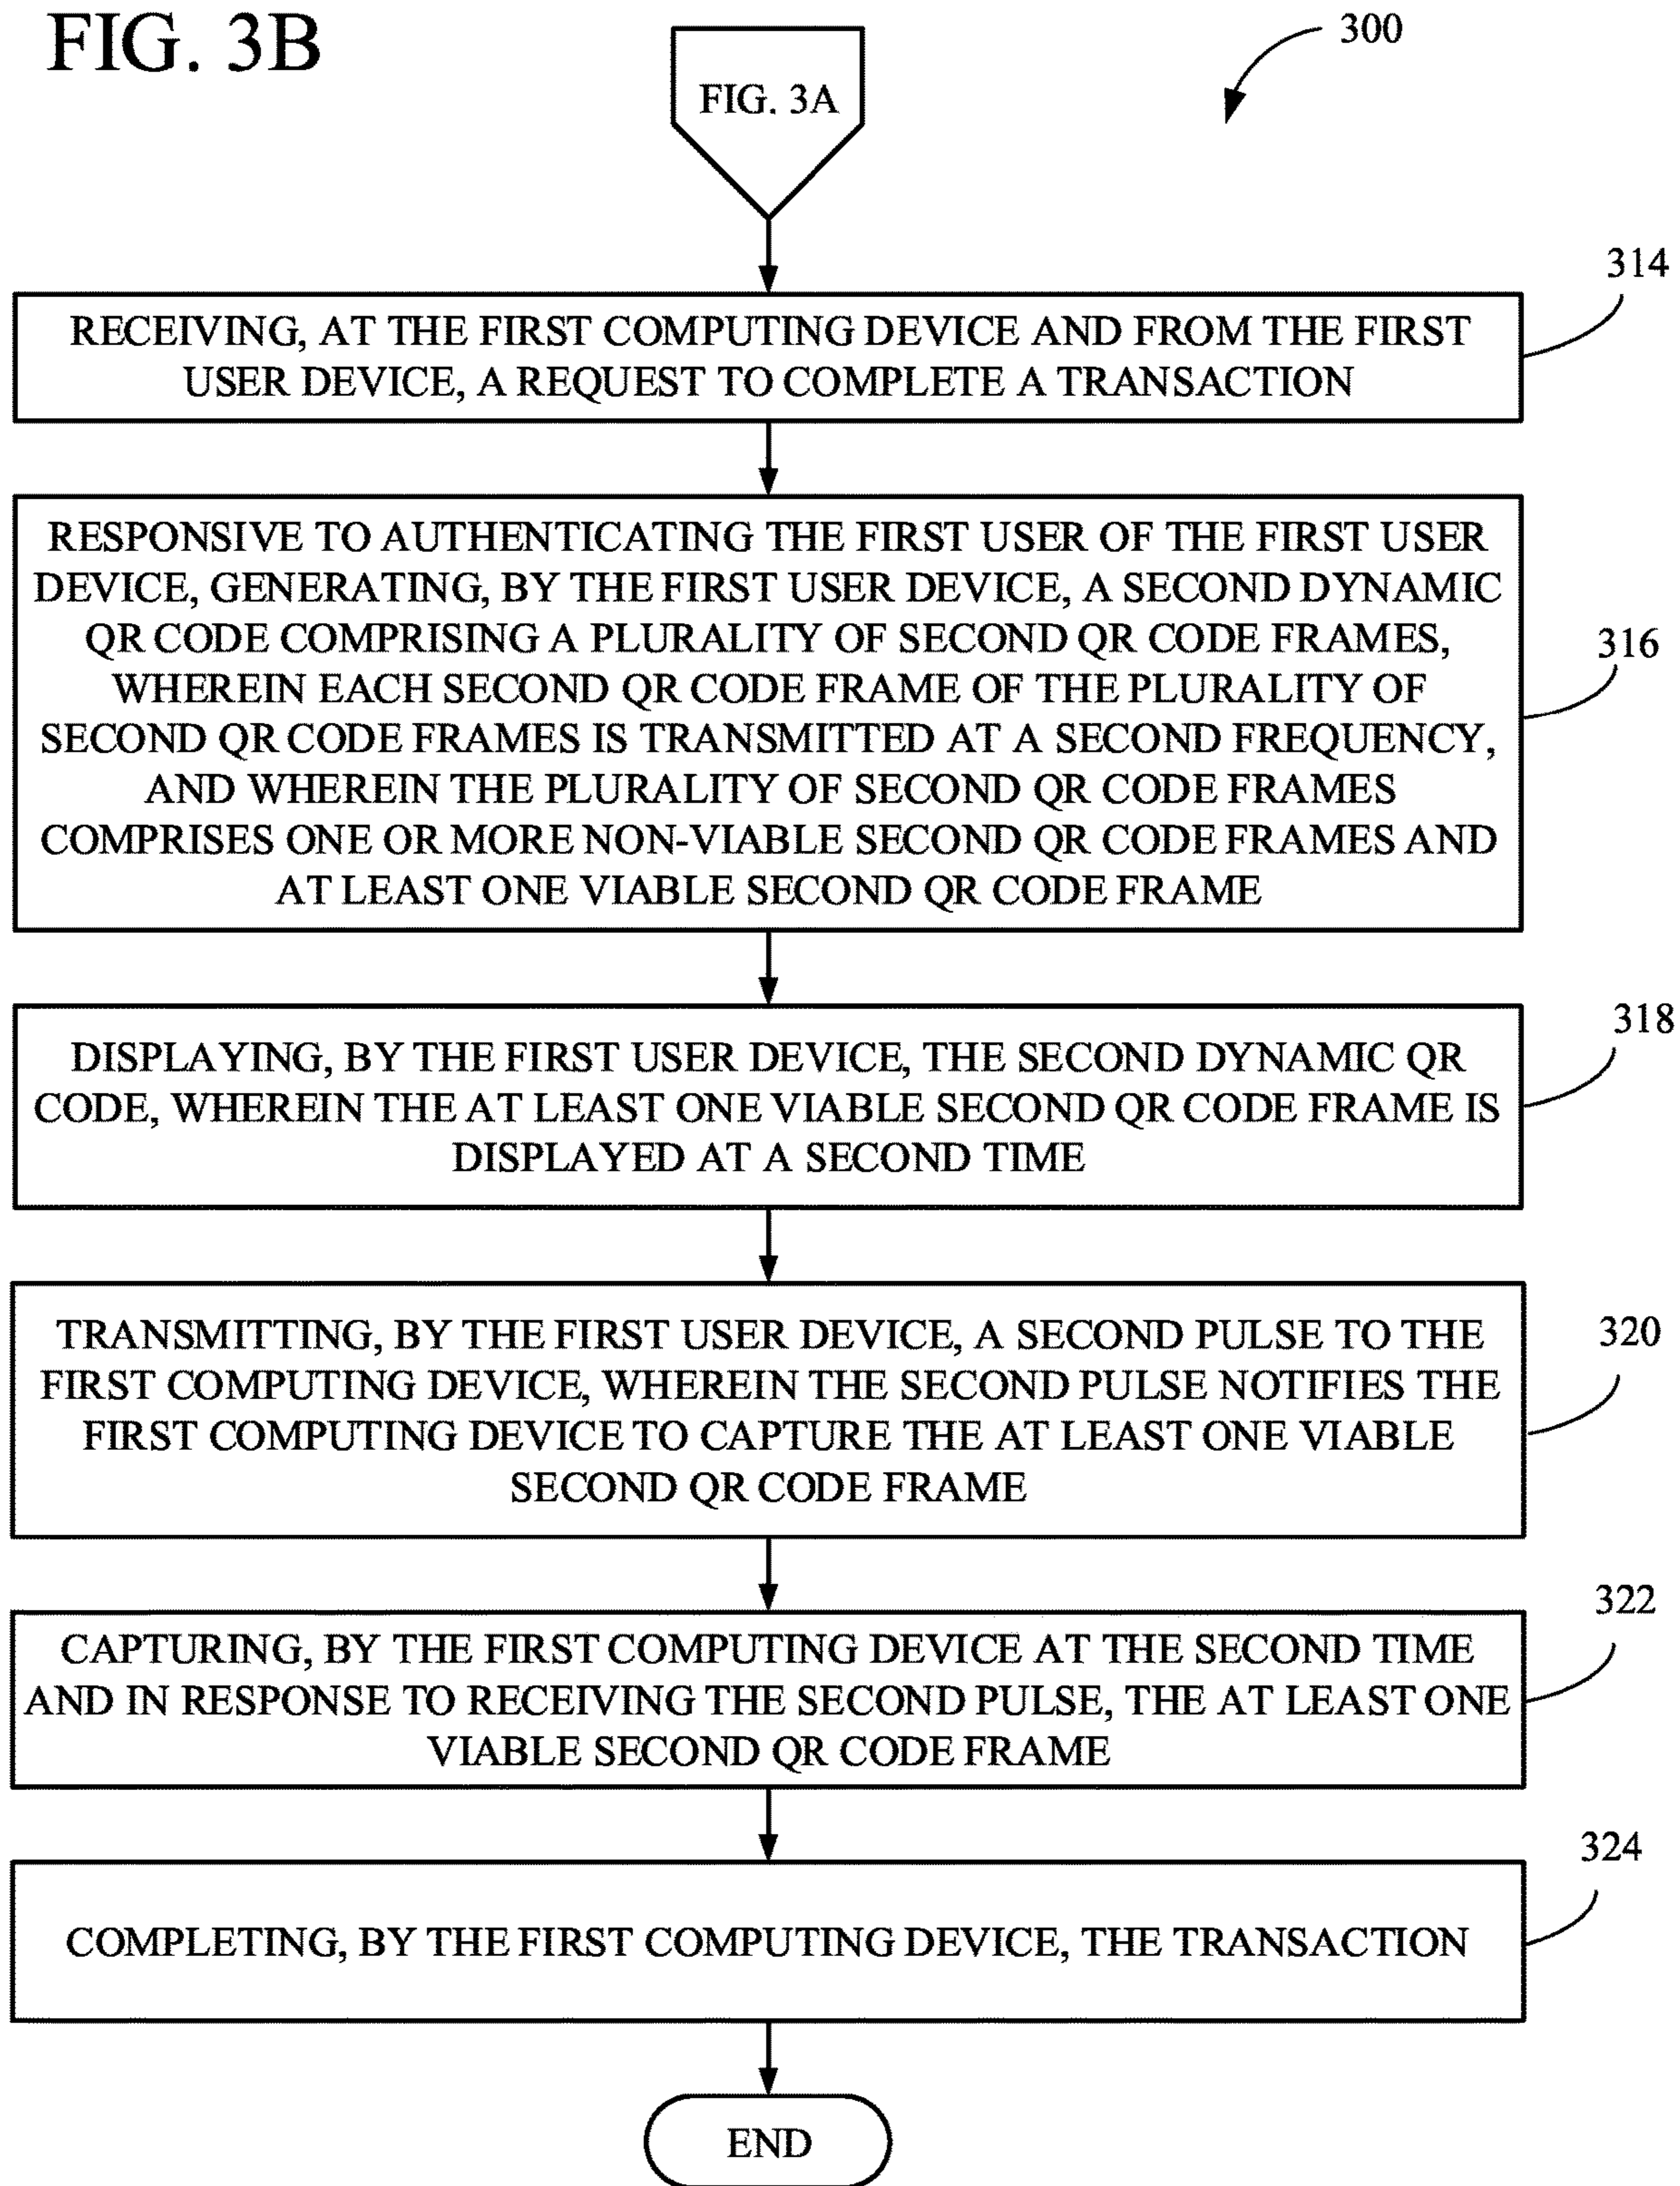 FIG. 3B
300
FIG. 3A
314
RECEIVING, AT THE FIRST COMPUTING DEVICE AND FROM THE FIRST
USER DEVICE, A REQUEST TO COMPLETE A TRANSACTION
316
RESPONSIVE TO AUTHENTICATING THE FIRST USER OF THE FIRST USER
DEVICE, GENERATING, BY THE FIRST USER DEVICE, A SECOND DYNAMIC
QR CODE COMPRISING A PLURALITY OF SECOND QR CODE FRAMES,
WHEREIN EACH SECOND QR CODE FRAME OF THE PLURALITY OF
SECOND QR CODE FRAMES IS TRANSMITTED AT A SECOND FREQUENCY,
AND WHEREIN THE PLURALITY OF SECOND QR CODE FRAMES
COMPRISES ONE OR MORE NON-VIABLE SECOND QR CODE FRAMES AND
AT LEAST ONE VIABLE SECOND QR CODE FRAME
318
DISPLAYING, BY THE FIRST USER DEVICE, THE SECOND DYNAMIC QR
CODE, WHEREIN THE AT LEAST ONE VIABLE SECOND QR CODE FRAME IS
DISPLAYED AT A SECOND TIME
320
TRANSMITTING, BY THE FIRST USER DEVICE, A SECOND PULSE TO THE
FIRST COMPUTING DEVICE, WHEREIN THE SECOND PULSE NOTIFIES THE
FIRST COMPUTING DEVICE TO CAPTURE THE AT LEAST ONE VIABLE
SECOND QR CODE FRAME
322
CAPTURING, BY THE FIRST COMPUTING DEVICE AT THE SECOND TIME
AND IN RESPONSE TO RECEIVING THE SECOND PULSE, THE AT LEAST ONE
VIABLE SECOND QR CODE FRAME
324
COMPLETING, BY THE FIRST COMPUTING DEVICE, THE TRANSACTION
END